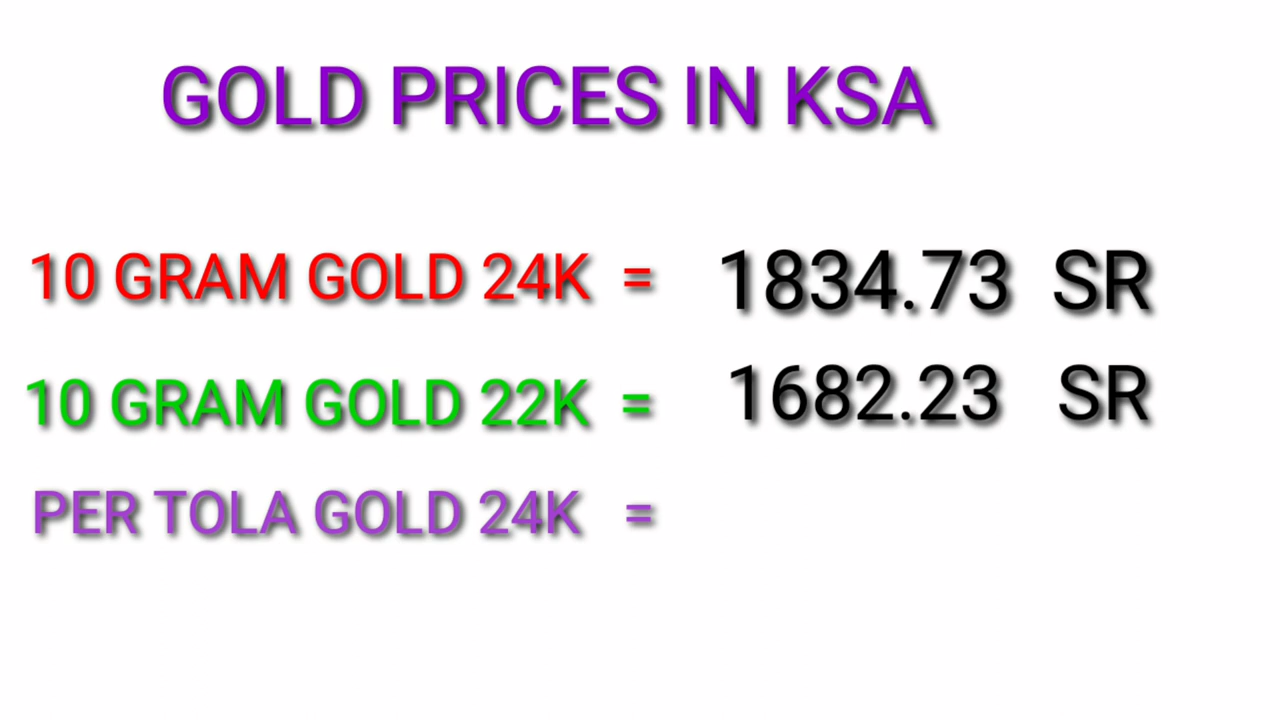 GOLD PRICES IN KSA
10 GRAM GOLD 24K = 1834.73 SR
10 GRAM GOLD 22K = 1682.23 SR
PER TOLA GOLD 24K =